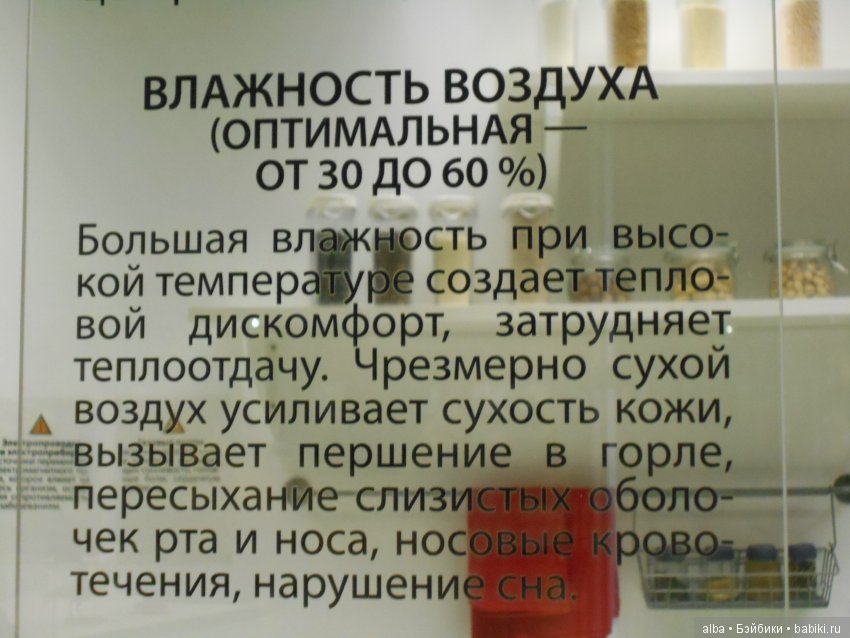 ВЛАЖНОСТЬ ВОЗДУХА
(ОПТИМАЛЬНАЯ —
ОТ 30 ДО 60 %)
Большая влажность при высо-
кой температуре создает тепло-
вой дискомфорт, затрудняет
теплоотдачу. Чрезмерно сухой
воздух усиливает сухость кожи,
вызывает першение в горле,
пересыхание слизистых оболо-
чек рта и носа, носовые крово-
течения, нарушение сна.
alba • Бэйбики • babiki.ru